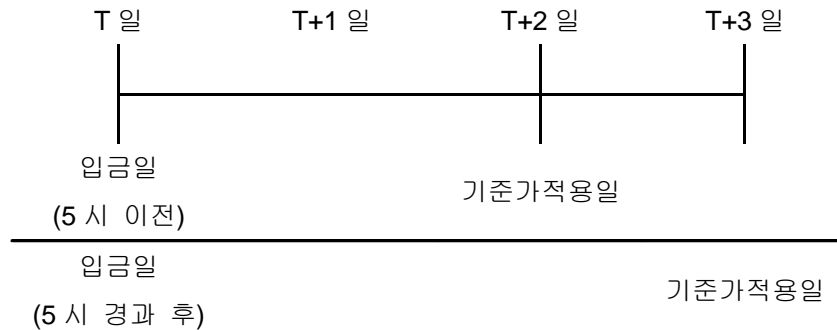 T 일 T+1 일 T+2 일 T+3 일
입금일
(5 시 이전)
기준가적용일
입금일
(5 시 경과 후)
기준가적용일